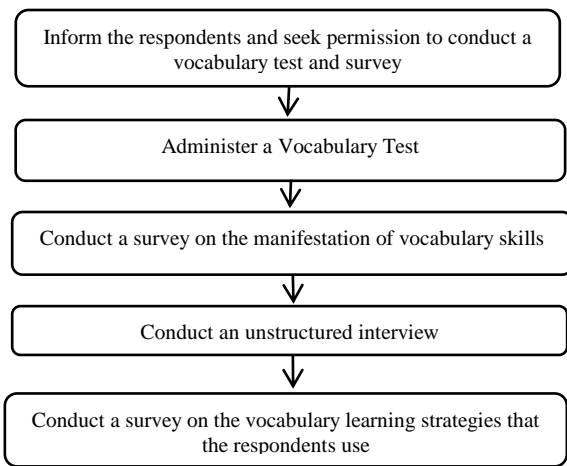 Inform the respondents and seek permission to conduct a
vocabulary test and survey
Administer a Vocabulary Test
Conduct a survey on the manifestation of vocabulary skills
Conduct an unstructured interview
Conduct a survey on the vocabulary learning strategies that
the respondents use